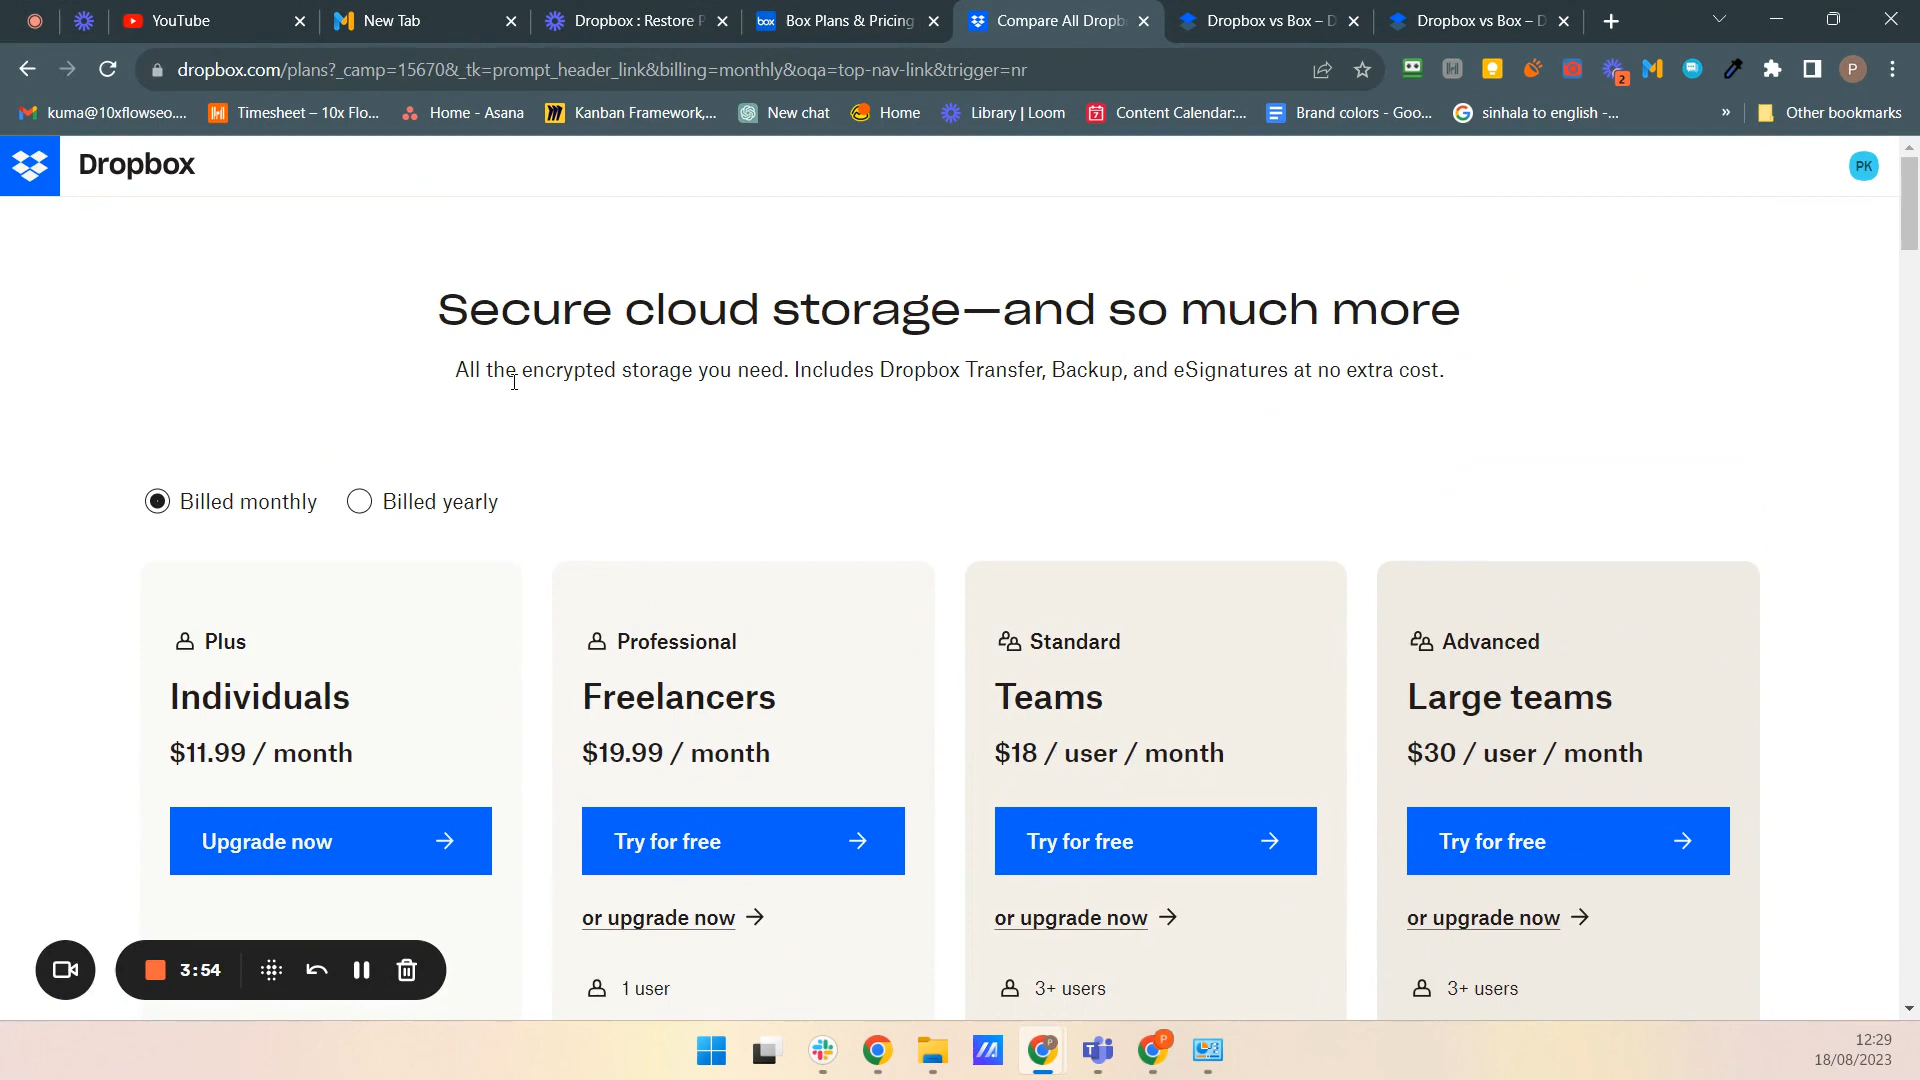 YouTube
New Tab
Dropbox : Restore P
Box Plans & Pricing
Compare All Dropb
Dropbox vs Box – D
Dropbox vs Box – D
dropbox.com/plans?_camp=15670&_tk=prompt_header_link&billing=monthly&oqa=top-nav-link&trigger=nr
2
P
kuma@10xflowseo....
Timesheet – 10x Flo...
Home - Asana
Kanban Framework,...
New chat
Home
Library | Loom
Content Calendar:...
Brand colors - Goo...
sinhala to english -...
»
Other bookmarks
Dropbox
PK
Secure cloud storage—and so much more
All the encrypted storage you need. Includes Dropbox Transfer, Backup, and eSignatures at no extra cost.
Billed monthly
Billed yearly
Plus
Individuals
$11.99 / month
Upgrade now
Professional
Freelancers
$19.99 / month
Try for free
or upgrade now
1 user
Standard
Teams
$18 / user / month
Try for free
or upgrade now
3+ users
Advanced
Large teams
$30 / user / month
Try for free
or upgrade now
3+ users
3:54
12:29
18/08/2023